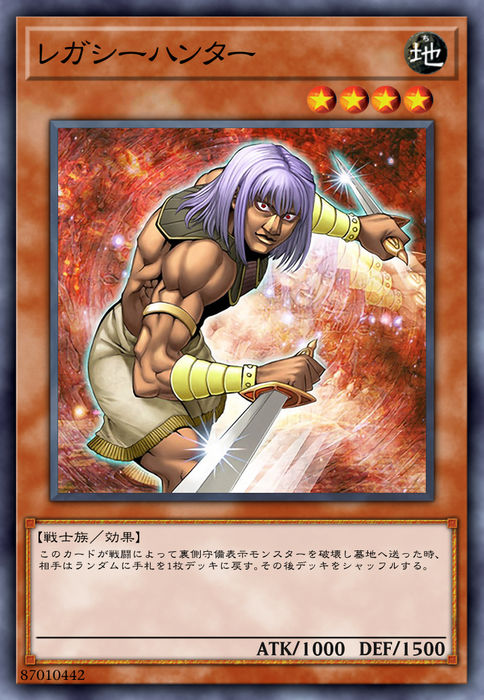 レガシーハンター
ち
地
【戦士族／効果】
このカードが戦闘によって裏側守備表示モンスターを破壊し墓地へ送った時、
相手はランダムに手札を1枚デッキに戻す。その後デッキをシャッフルする。
ATK/1000 DEF/1500
87010442